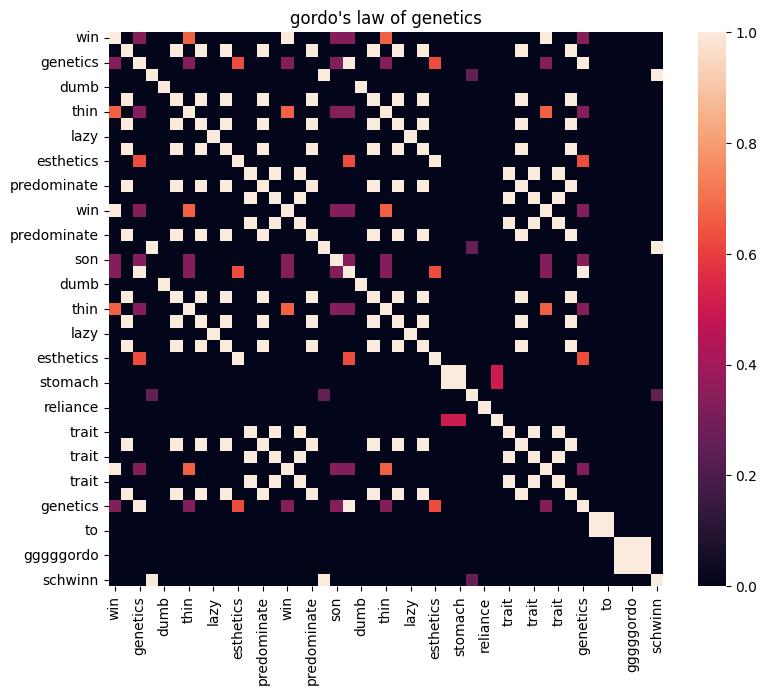 gordo's law of genetics
win
genetics
dumb
thin
lazy
esthetics
predominate
win
predominate
son
dumb
thin
lazy
esthetics
stomach
reliance
trait
trait
trait
genetics
to
gggggordo
schwinn
win
genetics
dumb
thin
lazy
esthetics
predominate
win
predominate
son
dumb
thin
lazy
esthetics
stomach
reliance
trait
trait
trait
genetics
to
gggggordo
schwinn
1.0
0.8
0.6
0.4
0.2
0.0